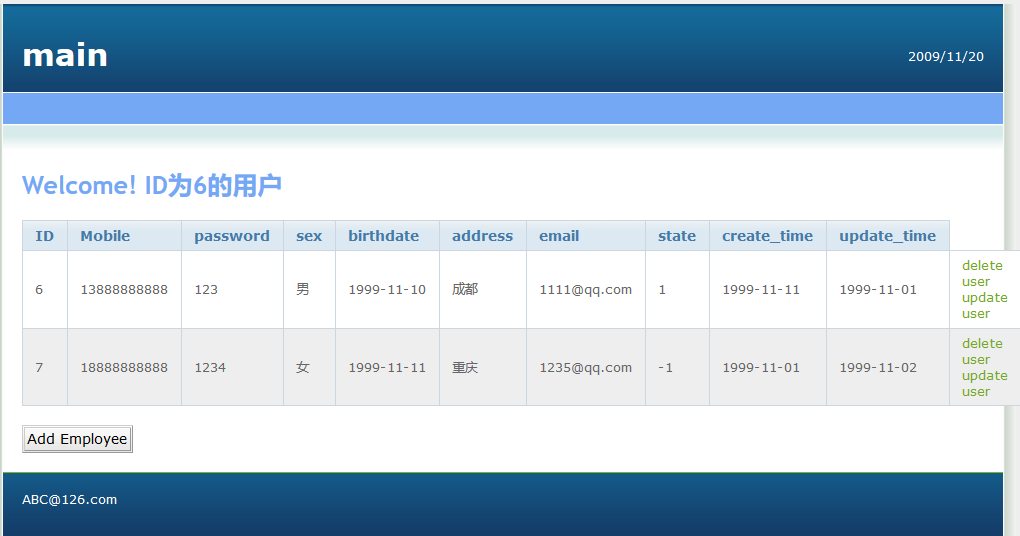 main
2009/11/20
Welcome! ID为6的用户
ID Mobile password sex birthdate address email state create_time update_time
6 13888888888 123 男 1999-11-10 成都 1111@qq.com 1 1999-11-11 1999-11-01 delete
user
update
user
7 18888888888 1234 女 1999-11-11 重庆 1235@qq.com -1 1999-11-01 1999-11-02 delete
user
update
user
Add Employee
ABC@126.com